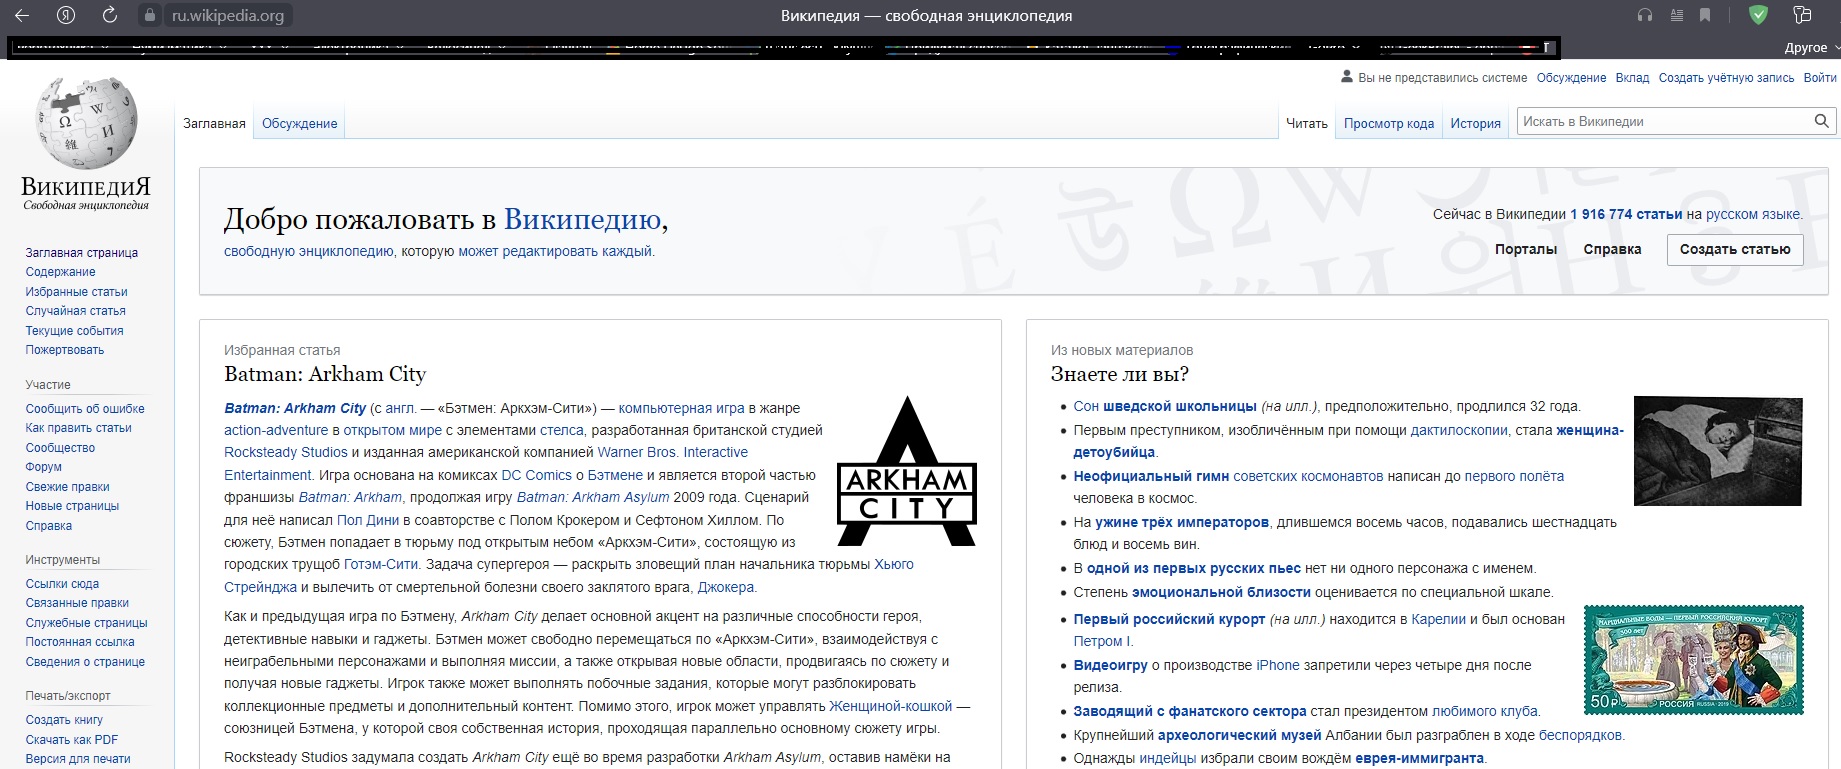 ru.wikipedia.org
Википедия — свободная энциклопедия
Другое
Вы не представились системе Обсуждение Вклад Создать учётную запись Войти
Заглавная Обсуждение
Читать Просмотр кода История
Искать в Википедии
ВИКИПЕДИЯ
Свободная энциклопедия
Заглавная страница
Содержание
Избранные статьи
Случайная статья
Текущие события
Пожертвовать
Участие
Сообщить об ошибке
Как править статьи
Сообщество
Форум
Свежие правки
Новые страницы
Справка
Инструменты
Ссылки сюда
Связанные правки
Служебные страницы
Постоянная ссылка
Сведения о странице
Печать/экспорт
Создать книгу
Скачать как PDF
Версия для печати
Добро пожаловать в Википедию,
свободную энциклопедию, которую может редактировать каждый.
Сейчас в Википедии 1 916 774 статьи на русском языке.
Порталы Справка Создать статью
Избранная статья
Batman: Arkham City
Batman: Arkham City (с англ. — «Бэтмен: Аркхэм-Сити») — компьютерная игра в жанре
action-adventure в открытом мире с элементами стелса, разработанная британской студией
Rocksteady Studios и изданная американской компанией Warner Bros. Interactive
Entertainment. Игра основана на комиксах DC Comics о Бэтмене и является второй частью
франшизы Batman: Arkham, продолжая игру Batman: Arkham Asylum 2009 года. Сценарий
для неё написал Пол Дини в соавторстве с Полом Крокером и Сефтоном Хиллом. По
сюжету, Бэтмен попадает в тюрьму под открытым небом «Аркхэм-Сити», состоящую из
городских трущоб Готэм-Сити. Задача супергероя — раскрыть зловещий план начальника тюрьмы Хьюго
Стрейнджа и вылечить от смертельной болезни своего заклятого врага, Джокера.
ARKHAM
CITY
Как и предыдущая игра по Бэтмену, Arkham City делает основной акцент на различные способности героя,
детективные навыки и гаджеты. Бэтмен может свободно перемещаться по «Аркхэм-Сити», взаимодействуя с
неиграбельными персонажами и выполняя миссии, а также открывая новые области, продвигаясь по сюжету и
получая новые гаджеты. Игрок также может выполнять побочные задания, которые могут разблокировать
коллекционные предметы и дополнительный контент. Помимо этого, игрок может управлять Женщиной-кошкой —
союзницей Бэтмена, у которой своя собственная история, проходящая параллельно основному сюжету игры.
Rocksteady Studios задумала создать Arkham City ещё во время разработки Arkham Asylum, оставив намёки на
Из новых материалов
Знаете ли вы?
Сон шведской школьницы (на илл.), предположительно, продлился 32 года.
Первым преступником, изобличённым при помощи дактилоскопии, стала женщина-
детоубийца.
Неофициальный гимн советских космонавтов написан до первого полёта
человека в космос.
На ужине трёх императоров, длившемся восемь часов, подавались шестнадцать
блюд и восемь вин.
В одной из первых русских пьес нет ни одного персонажа с именем.
Степень эмоциональной близости оценивается по специальной шкале.
Первый российский курорт (на илл.) находится в Карелии и был основан
Петром I.
Видеоигру о производстве iPhone запретили через четыре дня после
релиза.
Заводящий с фанатского сектора стал президентом любимого клуба.
Крупнейший археологический музей Албании был разграблен в ходе беспорядков.
Однажды индейцы избрали своим вождём еврея-иммигранта.
МАРЦИАЛЬНЫЕ ВОДЫ — ПЕРВЫЙ РОССИЙСКИЙ КУРОРТ
300 ЛЕТ
50₽ РОССИЯ RUSSIA · 2019